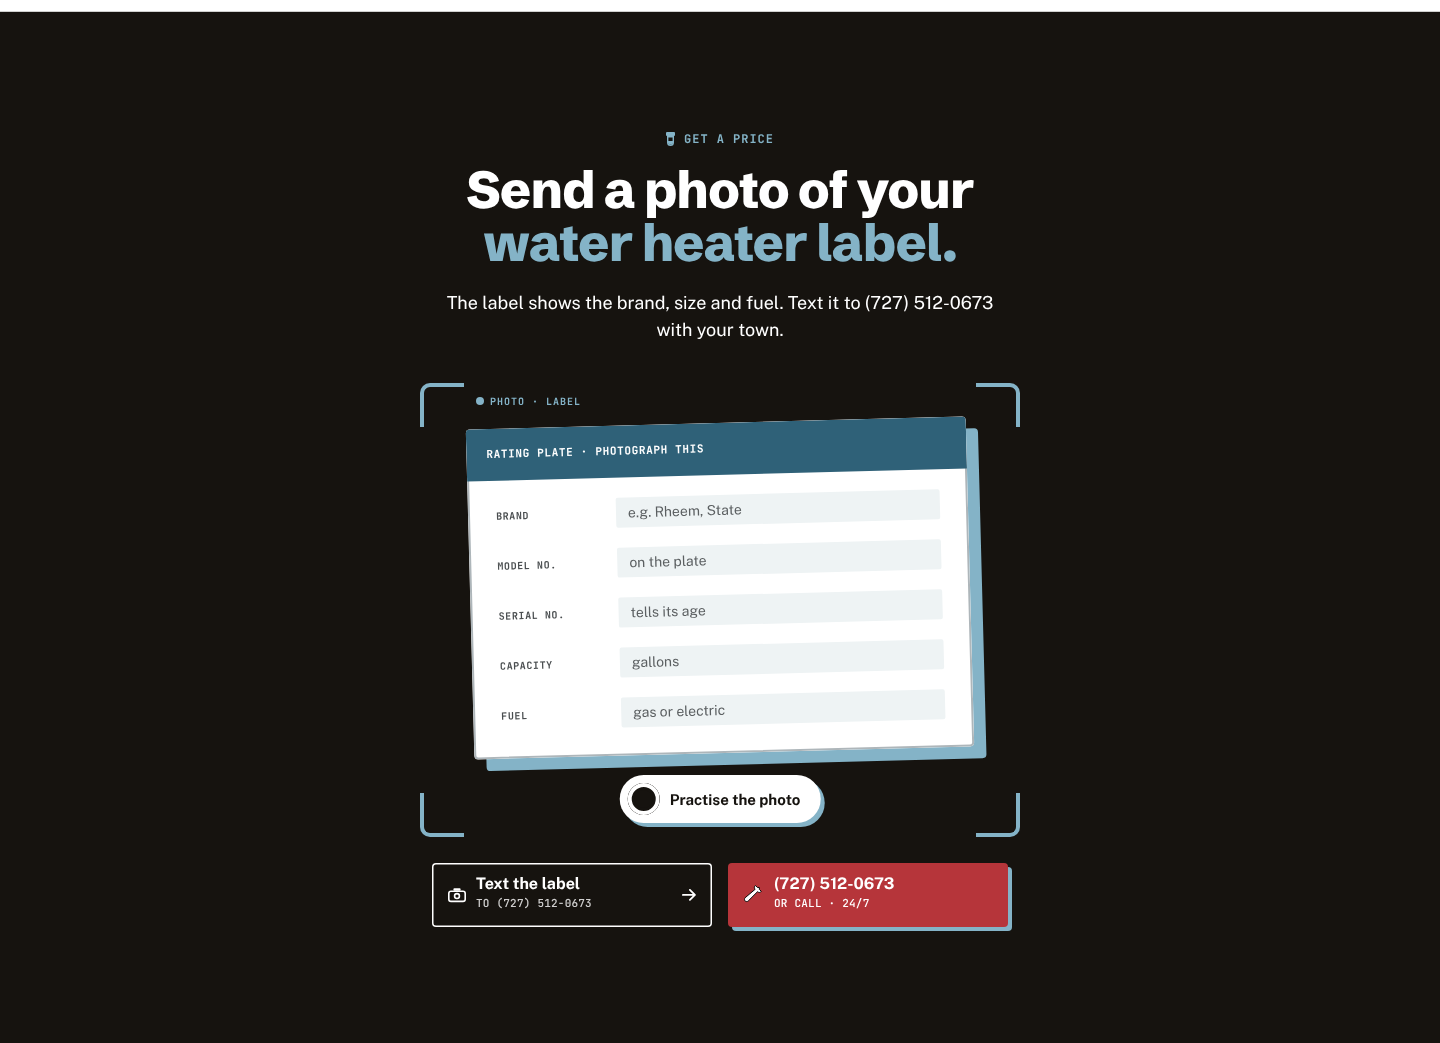 GET A PRICE
Send a photo of your
water heater label.
The label shows the brand, size and fuel. Text it to (727) 512-0673
with your town.
PHOTO · LABEL
RATING PLATE · PHOTOGRAPH THIS
BRAND e.g. Rheem, State
MODEL NO. on the plate
SERIAL NO. tells its age
CAPACITY gallons
FUEL gas or electric
Practise the photo
Text the label
TO (727) 512-0673
(727) 512-0673
OR CALL · 24/7